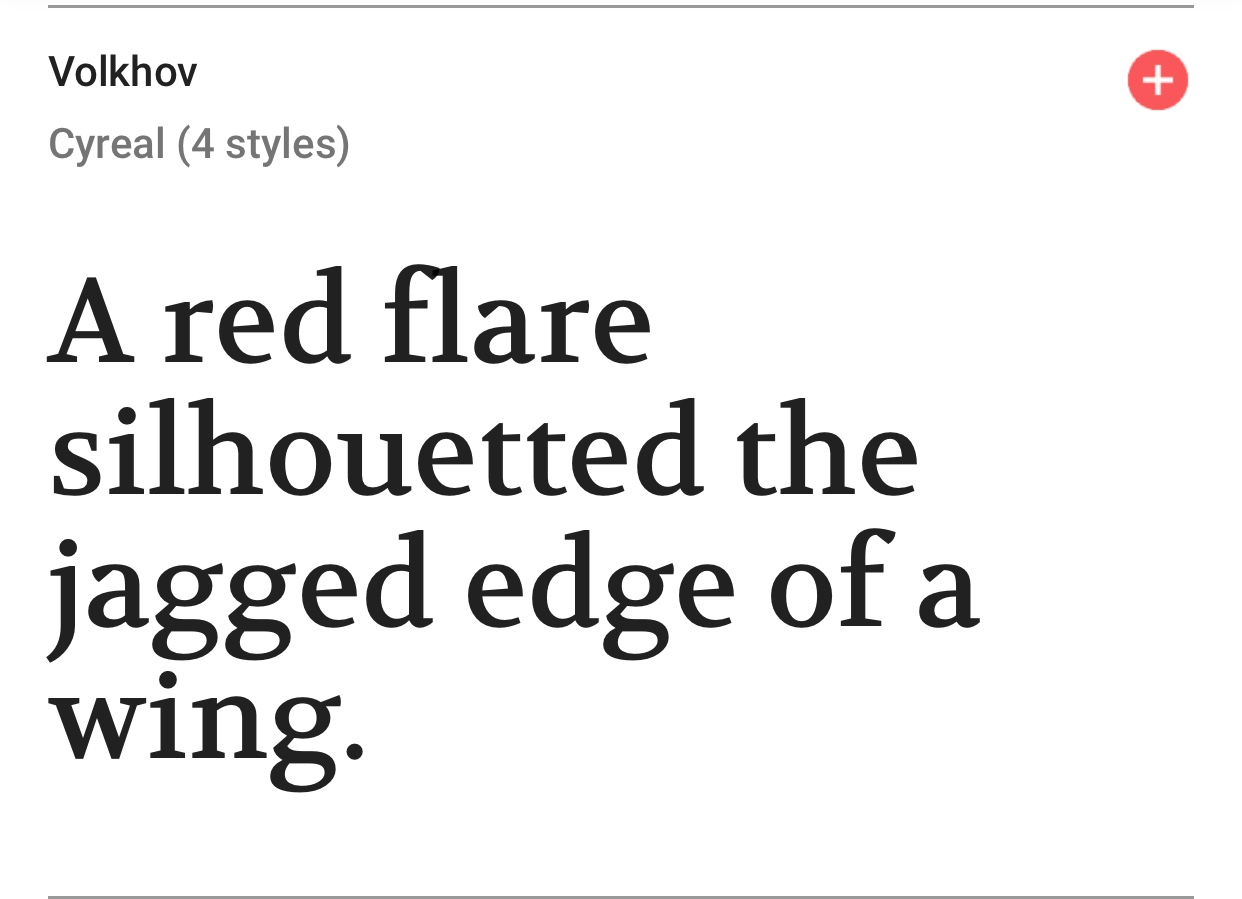 Volkhov
Cyreal (4 styles)
A red flare
silhouetted the
jagged edge of a
wing.